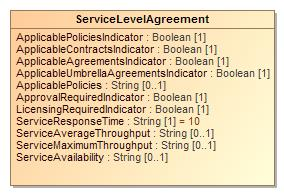 ServiceLevelAgreement
ApplicablePoliciesIndicator : Boolean [1]
ApplicableContractsIndicator : Boolean [1]
ApplicableAgreementsIndicator : Boolean [1]
ApplicableUmbrellaAgreementsIndicator : Boolean [1]
ApplicablePolicies : String [0..1]
ApprovalRequiredIndicator : Boolean [1]
LicensingRequiredIndicator : Boolean [1]
ServiceResponseTime : String [1] = 10
ServiceAverageThroughput : String [0..1]
ServiceMaximumThroughput : String [0..1]
ServiceAvailability : String [0..1]